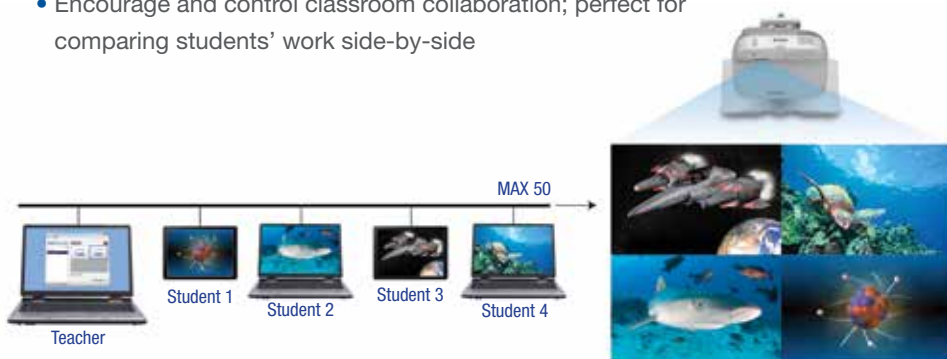 • Encourage and control classroom collaboration; perfect for
comparing students' work side-by-side
MAX 50
Student 1
Student 2
Student 3
Student 4
Teacher